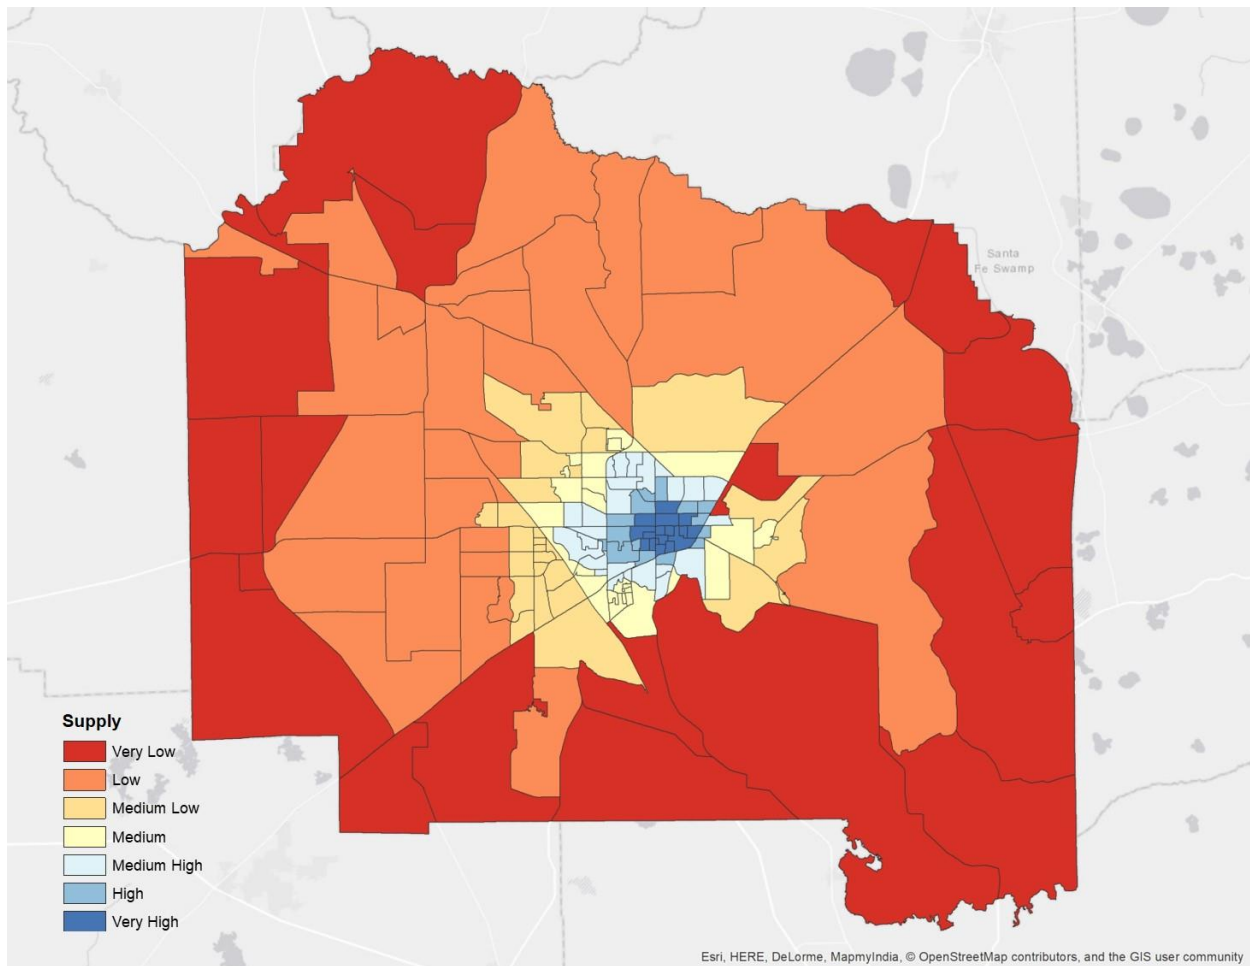 Santa
Fe Swamp
Supply
Very Low
Low
Medium Low
Medium
Medium High
High
Very High
Esri, HERE, DeLorme, MapmyIndia, © OpenStreetMap contributors, and the GIS user community